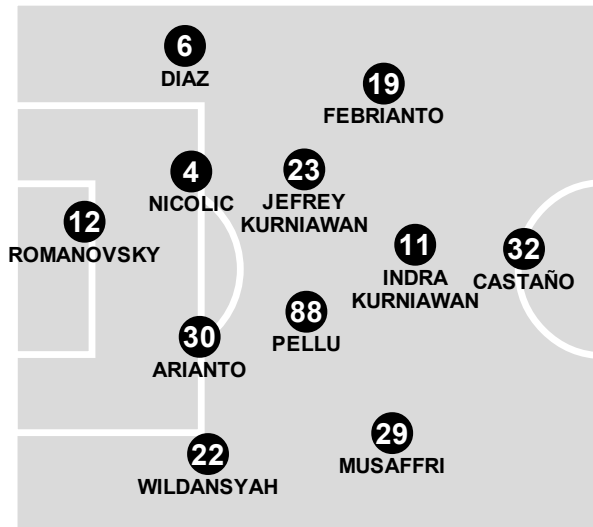 6
DIAZ
19
FEBRIANTO
4
NICOLIC
23
JEFREY
KURNIAWAN
12
ROMANOVSKY
11
INDRA
KURNIAWAN
32
CASTAÑO
88
PELLU
30
ARIANTO
29
MUSAFFRI
22
WILDANSYAH